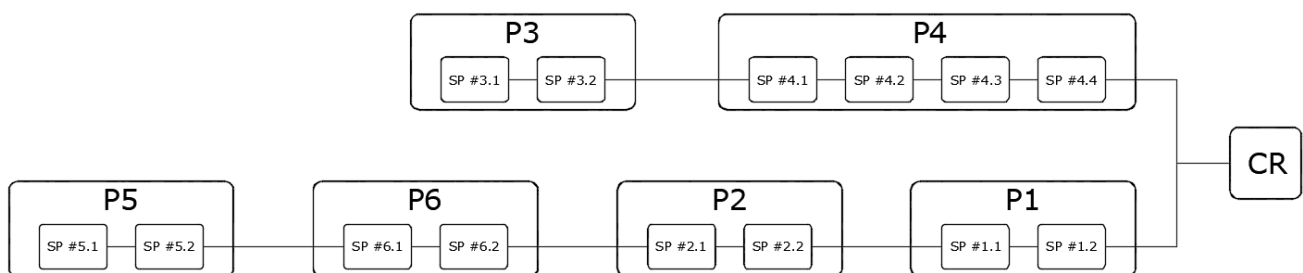 P3
P4
SP #3.1 SP #3.2 SP #4.1 SP #4.2 SP #4.3 SP #4.4
CR
P5
P6
P2
P1
SP #5.1 SP #5.2 SP #6.1 SP #6.2 SP #2.1 SP #2.2 SP #1.1 SP #1.2